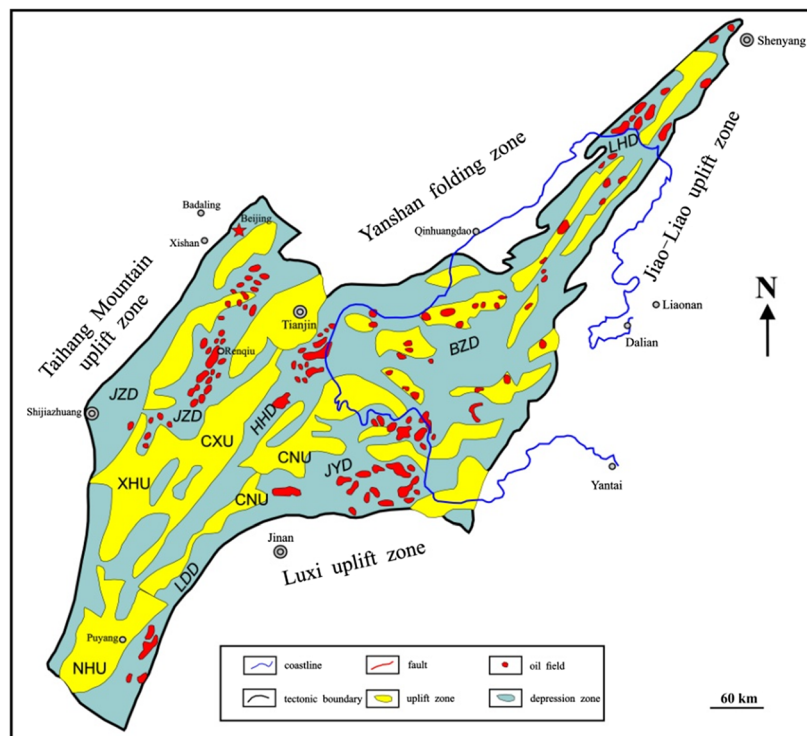 Shenyang
LHD
Yanshan folding zone
Jiao-Liao uplift zone
Badaling
Beijing
Xishan
Qinhuangdao
Taihang Mountain
uplift zone
N
Liaonan
Tianjin
Dalian
BZD
Renqiu
JZD
JZD
Shijiazhuang
HHD
CXU
CNU
XHU
JYD
CNU
Yantai
Jinan
Luxi uplift zone
LDD
Puyang
NHU
coastline
fault
oil field
tectonic boundary
uplift zone
depression zone
60 km